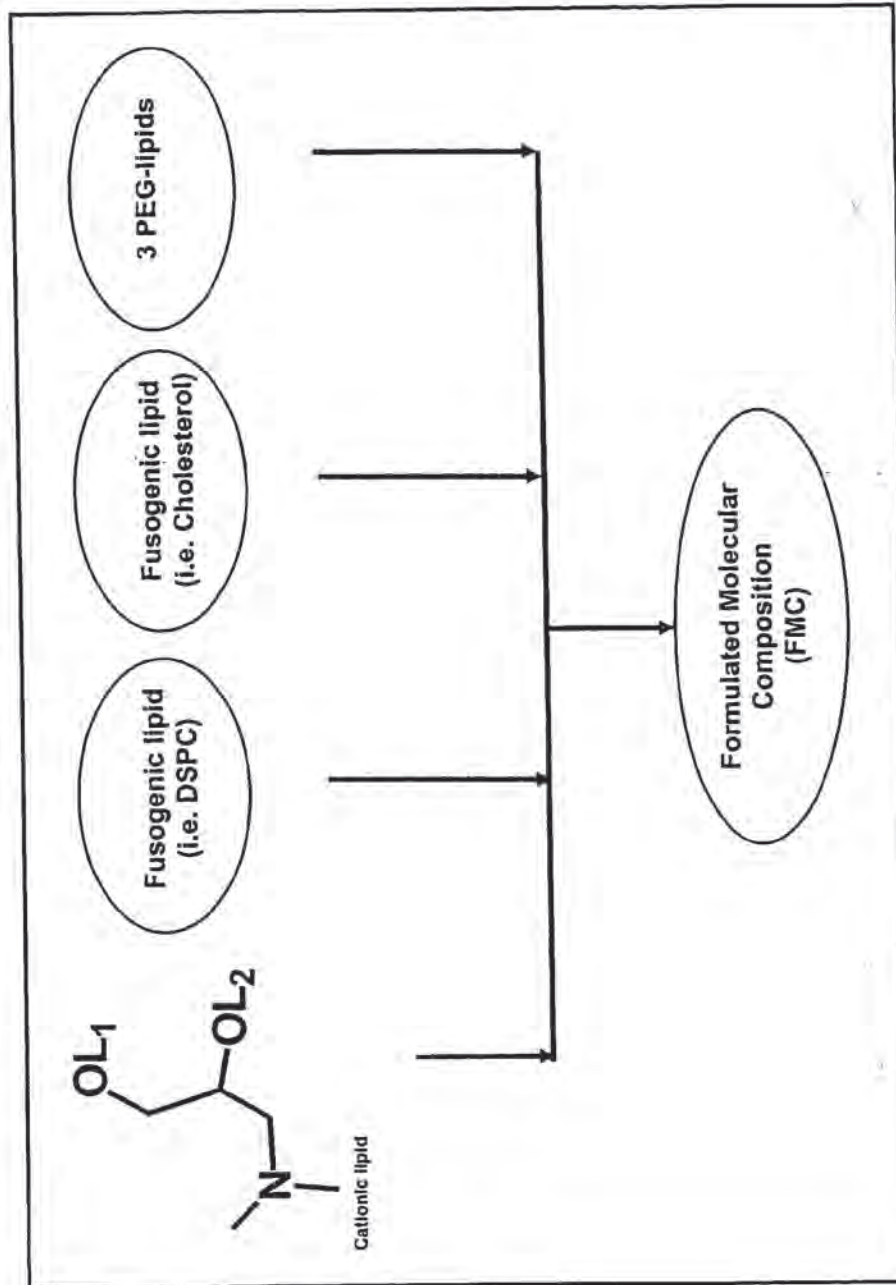 OL1
OL2
N
Cationic lipid
Fusogenic lipid
(i.e. DSPC)
Fusogenic lipid
(i.e. Cholesterol)
3 PEG-lipids
Formulated Molecular
Composition
(FMC)